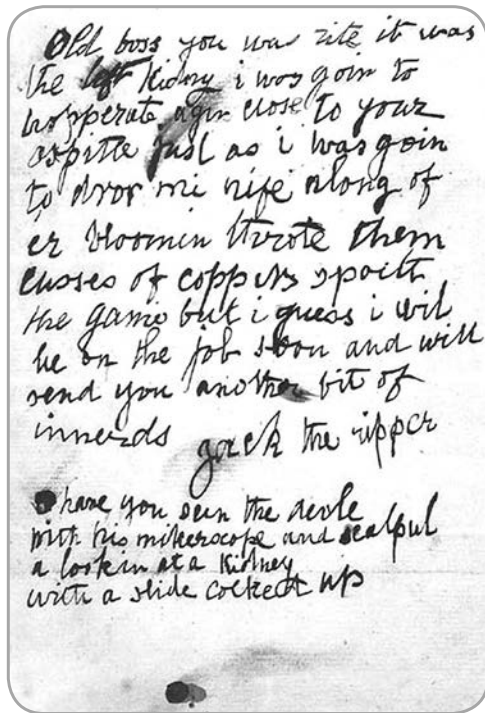 Old boss you was rite it was
the left kidny i was goin to
hopperate agin close to your
ospitle just as i was goin
to dror mi nife along of
er bloomin throte them
cusses of coppers spoilt
the game but i guess i wil
be on the job soon and will
send you another bit of
innerds Jack the ripper
O have you seen the devle
with his mikerscope and scalpul
a lookin at a Kidney
with a slide cocked up